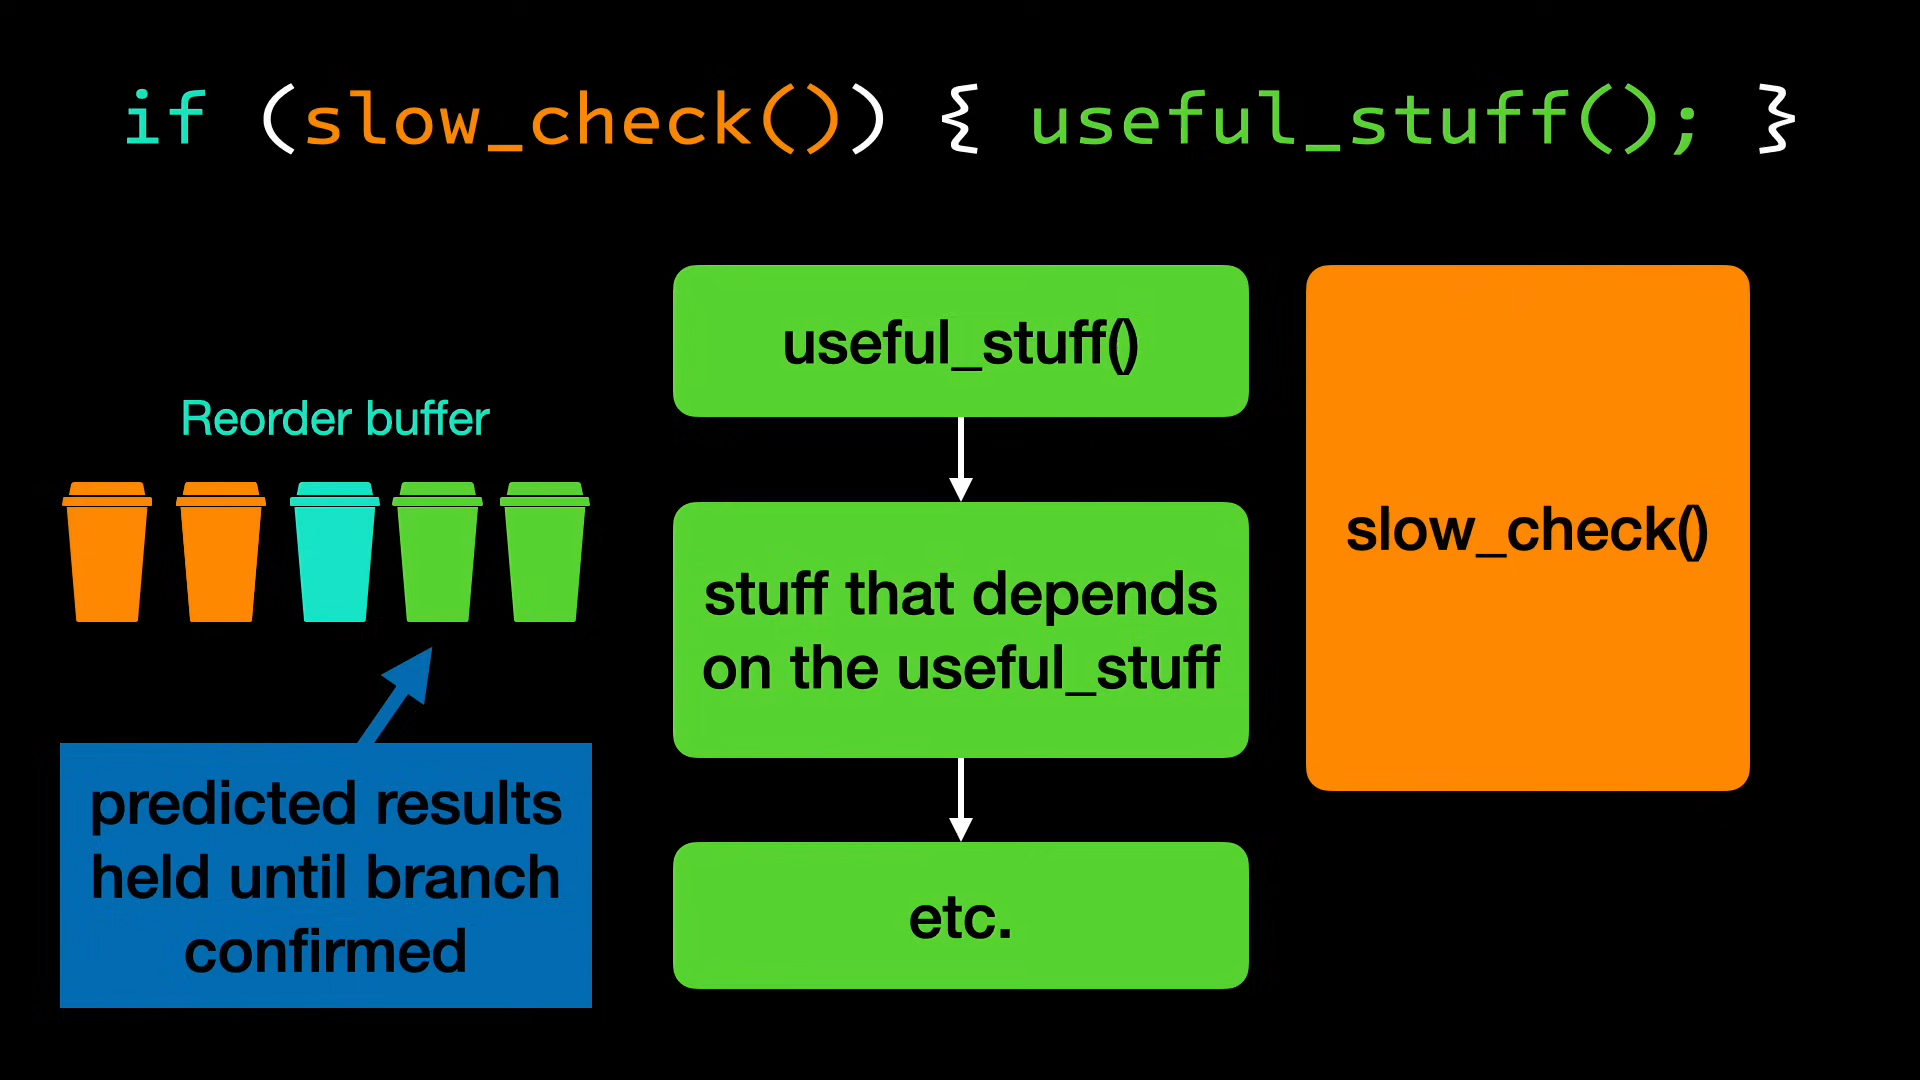 if (slow_check()) { useful_stuff(); }
Reorder buffer
predicted results
held until branch
confirmed
useful_stuff()
stuff that depends
on the useful_stuff
etc.
slow_check()